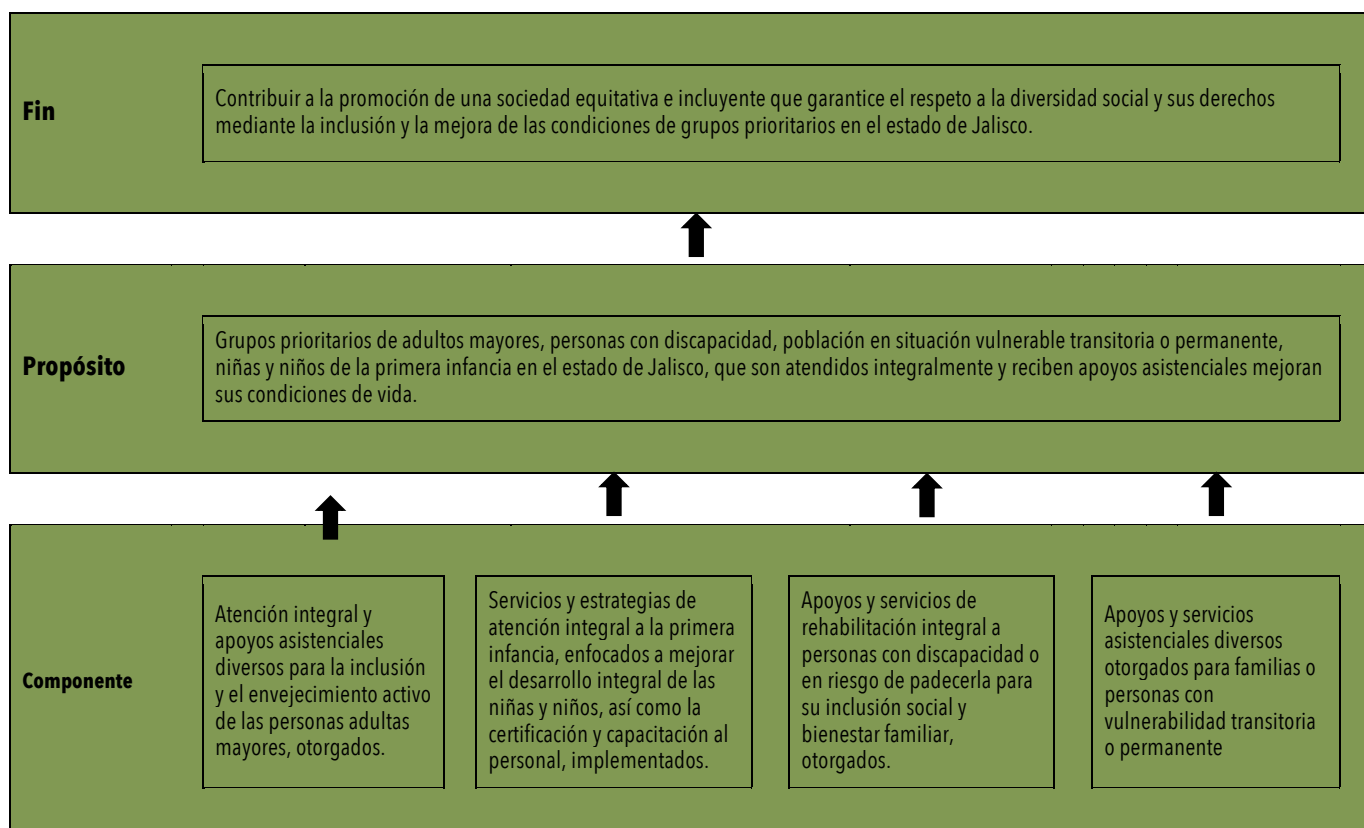 Fin
Contribuir a la promoción de una sociedad equitativa e incluyente que garantice el respeto a la diversidad social y sus derechos
mediante la inclusión y la mejora de las condiciones de grupos prioritarios en el estado de Jalisco.
Propósito
Grupos prioritarios de adultos mayores, personas con discapacidad, población en situación vulnerable transitoria o permanente,
niñas y niños de la primera infancia en el estado de Jalisco, que son atendidos integralmente y reciben apoyos asistenciales mejoran
sus condiciones de vida.
Componente
Atención integral y
apoyos asistenciales
diversos para la inclusión
y el envejecimiento activo
de las personas adultas
mayores, otorgados.
Servicios y estrategias de
atención integral a la primera
infancia, enfocados a mejorar
el desarrollo integral de las
niñas y niños, así como la
certificación y capacitación al
personal, implementados.
Apoyos y servicios de
rehabilitación integral a
personas con discapacidad o
en riesgo de padecerla para
su inclusión social y
bienestar familiar,
otorgados.
Apoyos y servicios
asistenciales diversos
otorgados para familias o
personas con
vulnerabilidad transitoria
o permanente